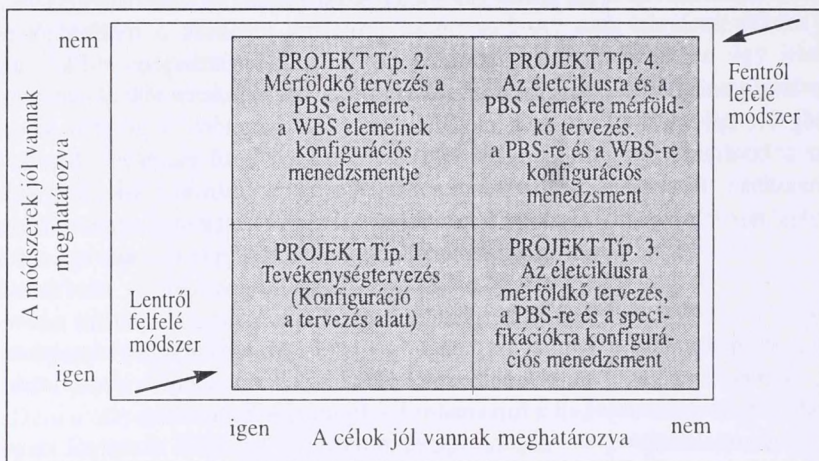 nem
A módszerek jól vannak
meghatározva
igen
PROJEKT Típ. 2.
Mérföldkő tervezés a
PBS elemeire,
a WBS elemeinek
konfigurációs
menedzsmentje
PROJEKT Típ. 4.
Az életciklusra és a
PBS elemekre mérföld-
kő tervezés.
a PBS-re és a WBS-re
konfigurációs
menedzsment
Fentről
lefelé
módszer
Lentről
felfelé
módszer
PROJEKT Típ. 1.
Tevékenységtervezés
(Konfiguráció
a tervezés alatt)
PROJEKT Típ. 3.
Az életciklusra
mérföldkő tervezés,
a PBS-re és a speci-
fikációkra konfigurá-
ciós menedzsment
igen
A célok jól vannak meghatározva
nem